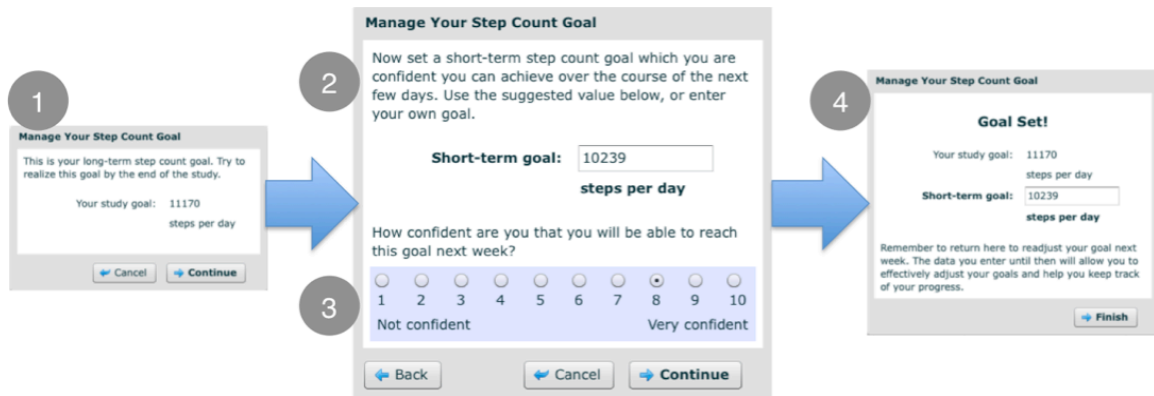 1
Manage Your Step Count Goal
This is your long-term step count goal. Try to
realize this goal by the end of the study.
Your study goal: 11170
steps per day
Cancel Continue
2
Manage Your Step Count Goal
Now set a short-term step count goal which you are
confident you can achieve over the course of the next
few days. Use the suggested value below, or enter
your own goal.
Short-term goal: 10239
steps per day
How confident are you that you will be able to reach
this goal next week?
3
1 2 3 4 5 6 7 8 9 10
Not confident Very confident
Back Cancel Continue
4
Manage Your Step Count Goal
Goal Set!
Your study goal: 11170
steps per day
Short-term goal: 10239
steps per day
Remember to return here to readjust your goal next
week. The data you enter until then will allow you to
effectively adjust your goals and help you keep track
of your progress.
Finish